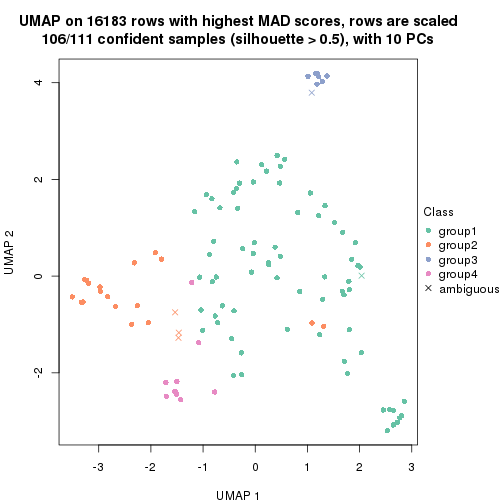 UMAP on 16183 rows with highest MAD scores, rows are scaled
106/111 confident samples (silhouette > 0.5), with 10 PCs
4
2
0
-2
UMAP 2
-3
-2
-1
0
1
2
3
UMAP 1
Class
group1
group2
group3
group4
ambiguous